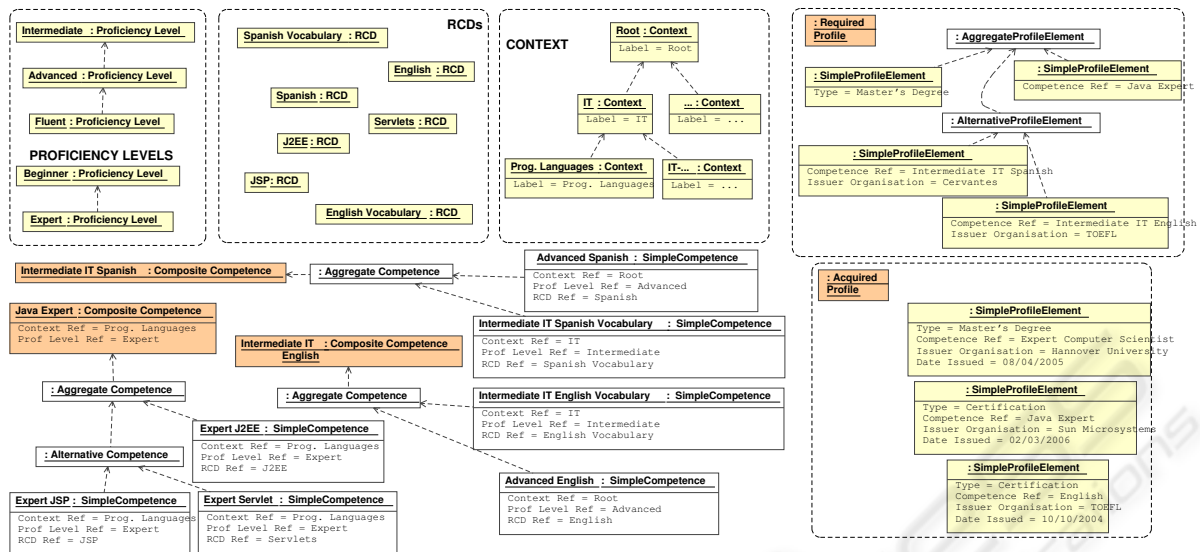 Intermediate : Proficiency Level
Advanced : Proficiency Level
Fluent : Proficiency Level
PROFICIENCY LEVELS
Beginner : Proficiency Level
Expert : Proficiency Level
RCDs
Spanish Vocabulary : RCD
English : RCD
Spanish : RCD
Servlets : RCD
J2EE : RCD
JSP: RCD
English Vocabulary : RCD
CONTEXT
Root : Context
Label = Root
IT : Context
Label = IT
... : Context
Label = ...
Prog. Languages : Context
Label = Prog. Languages
IT-... : Context
Label = ...
: Required
Profile
: AggregateProfileElement
: SimpleProfileElement
Type = Master's Degree
: SimpleProfileElement
Competence Ref = Java Expert
: AlternativeProfileElement
: SimpleProfileElement
Competence Ref = Intermediate IT Spanish
Issuer Organisation = Cervantes
: SimpleProfileElement
Competence Ref = Intermediate IT English
Issuer Organisation = TOEFL
Intermediate IT Spanish : Composite Competence
: Aggregate Competence
Advanced Spanish : SimpleCompetence
Context Ref = Root
Prof Level Ref = Advanced
RCD Ref = Spanish
Intermediate IT Spanish Vocabulary : SimpleCompetence
Context Ref = IT
Prof Level Ref = Intermediate
RCD Ref = Spanish Vocabulary
Java Expert : Composite Competence
Context Ref = Prog. Languages
Prof Level Ref = Expert
Intermediate IT : Composite Competence
English
: Aggregate Competence
: Aggregate Competence
Intermediate IT English Vocabulary : SimpleCompetence
Context Ref = IT
Prof Level Ref = Intermediate
RCD Ref = English Vocabulary
Expert J2EE : SimpleCompetence
Context Ref = Prog. Languages
Prof Level Ref = Expert
RCD Ref = J2EE
: Alternative Competence
Advanced English : SimpleCompetence
Context Ref = Root
Prof Level Ref = Advanced
RCD Ref = English
Expert JSP : SimpleCompetence
Context Ref = Prog. Languages
Prof Level Ref = Expert
RCD Ref = JSP
Expert Servlet : SimpleCompetence
Context Ref = Prog. Languages
Prof Level Ref = Expert
RCD Ref = Servlets
: Acquired
Profile
: SimpleProfileElement
Type = Master's Degree
Competence Ref = Expert Computer Scientist
Issuer Organisation = Hannover University
Date Issued = 08/04/2005
: SimpleProfileElement
Type = Certification
Competence Ref = Java Expert
Issuer Organisation = Sun Microsystems
Date Issued = 02/03/2006
: SimpleProfileElement
Type = Certification
Competence Ref = English
Issuer Organisation = TOEFL
Date Issued = 10/10/2004